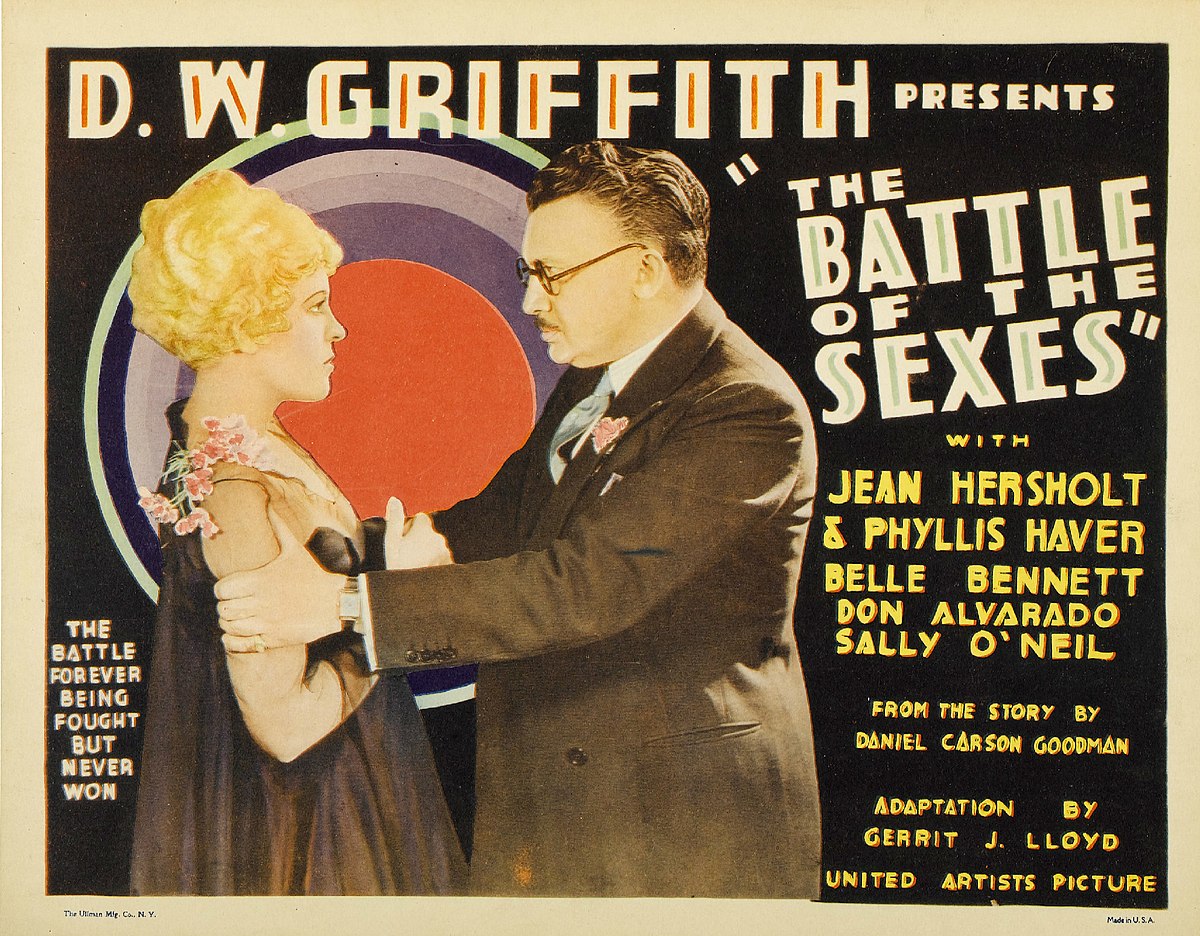 D. W. GRIFFITH PRESENTS
"THE
BATTLE
OF THE
SEXES"
WITH
JEAN HERSHOLT
& PHYLLIS HAVER
BELLE BENNETT
DON ALVARADO
SALLY O'NEIL
FROM THE STORY BY
DANIEL CARSON GOODMAN
ADAPTATION BY
GERRIT J. LLOYD
UNITED ARTISTS PICTURE
THE
BATTLE
FOREVER
BEING
FOUGHT
BUT
NEVER
WON
The Ullman Mfg. Co., N. Y.
Made in U. S. A.